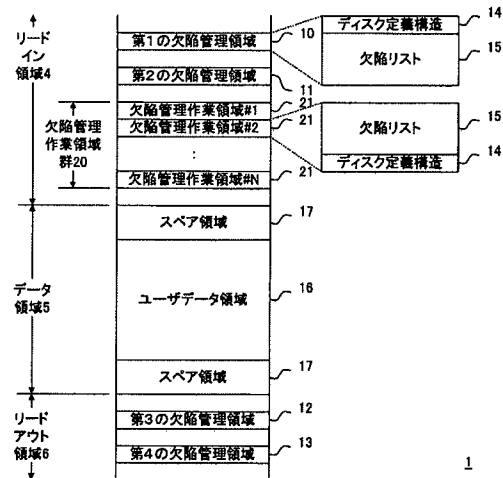 リード
イン
領域4
第1の欠陥管理領域
10
第2の欠陥管理領域
11
欠陥管理
作業領域
群20
欠陥管理作業領域#1
21
欠陥管理作業領域#2
21
:
欠陥管理作業領域#N
21
ディスク定義構造
14
欠陥リスト
15
欠陥リスト
15
ディスク定義構造
14
データ
領域5
スペア領域
17
ユーザデータ領域
16
スペア領域
17
リード
アウト
領域6
第3の欠陥管理領域
12
第4の欠陥管理領域
13
1